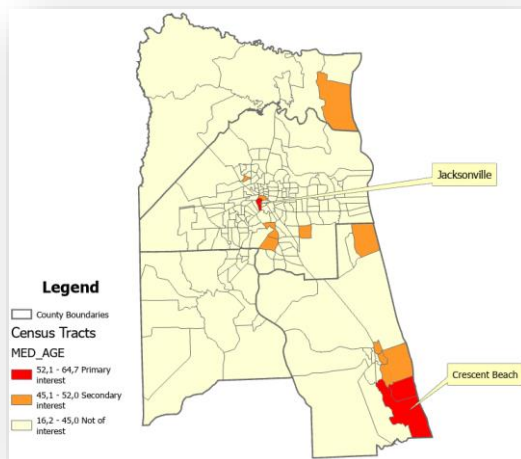 Jacksonville
Legend
County Boundaries
Census Tracts
MED_AGE
52,1 - 64,7 Primary
interest
45,1 - 52,0 Secondary
interest
16,2 - 45,0 Not of
interest
Crescent Beach